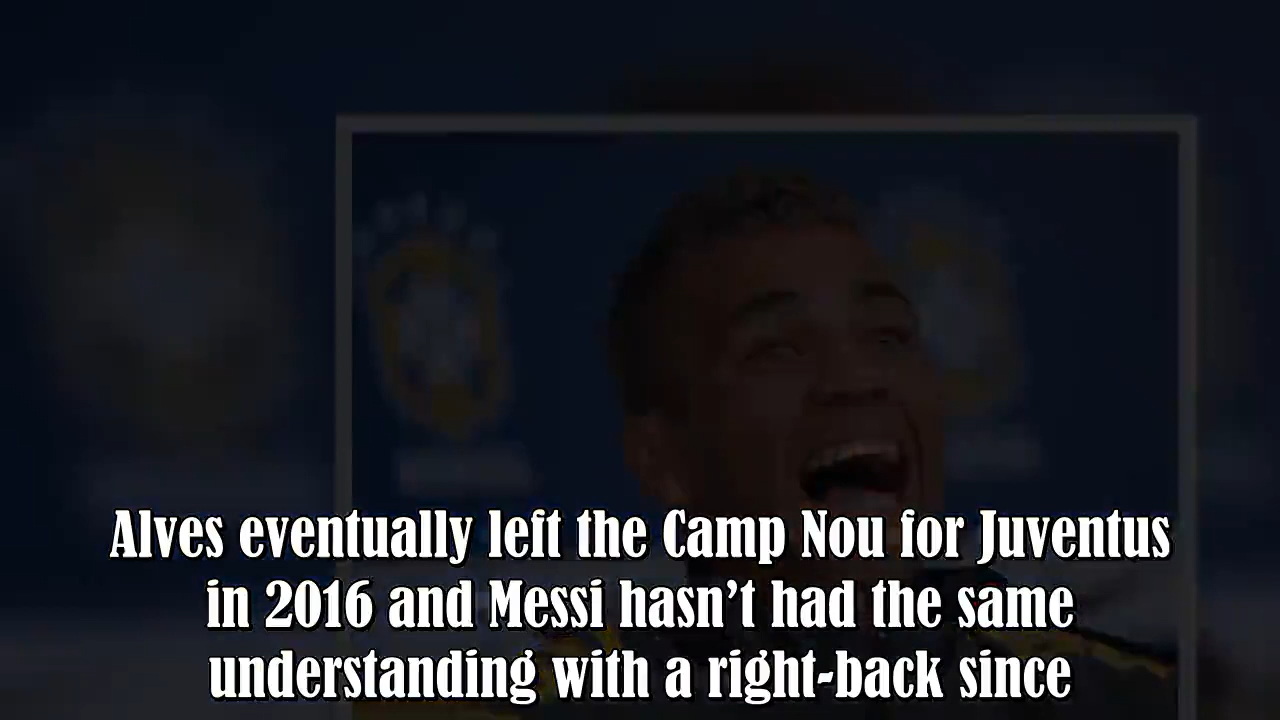 Alves eventually left the Camp Nou for Juventus
in 2016 and Messi hasn’t had the same
understanding with a right-back since